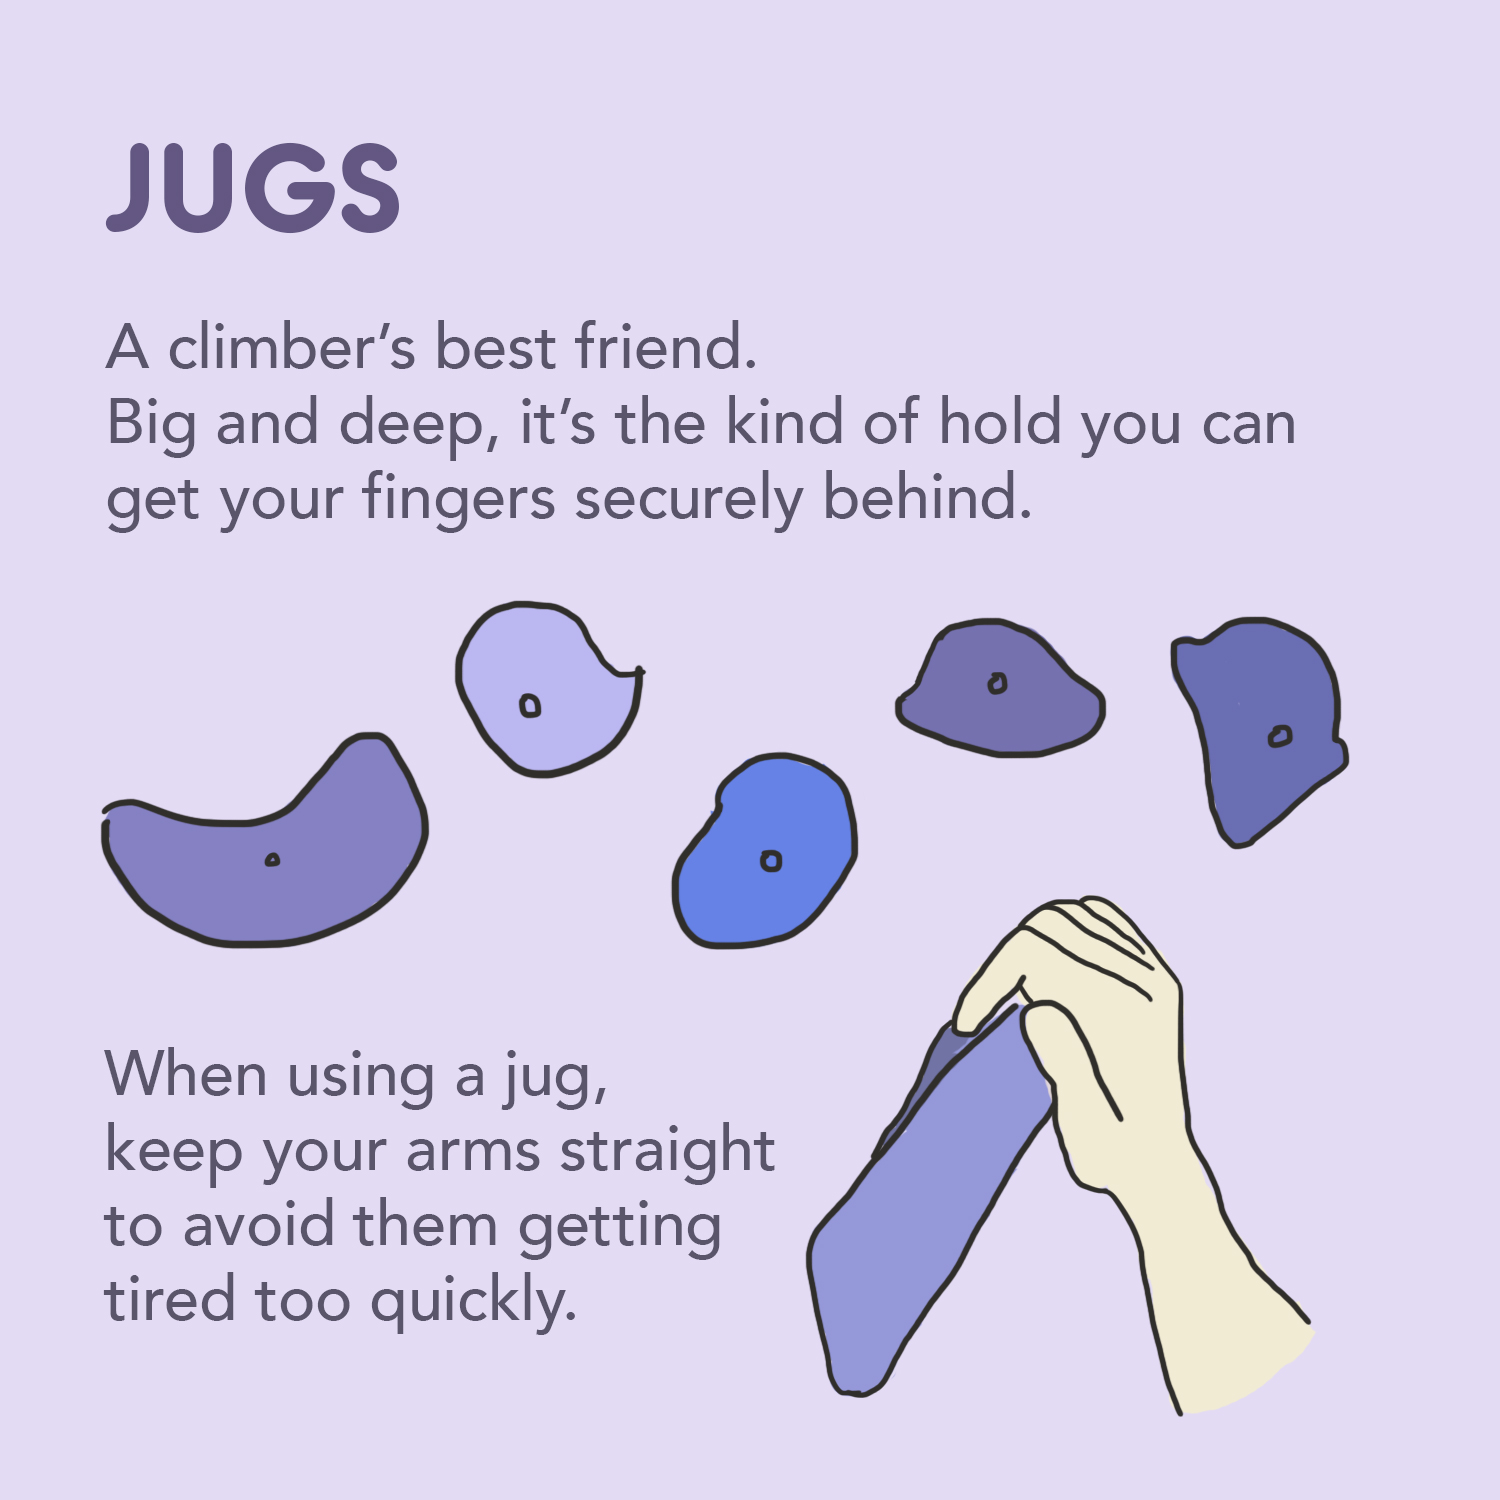 JUGS
A climber’s best friend.
Big and deep, it’s the kind of hold you can
get your fingers securely behind.
When using a jug,
keep your arms straight
to avoid them getting
tired too quickly.